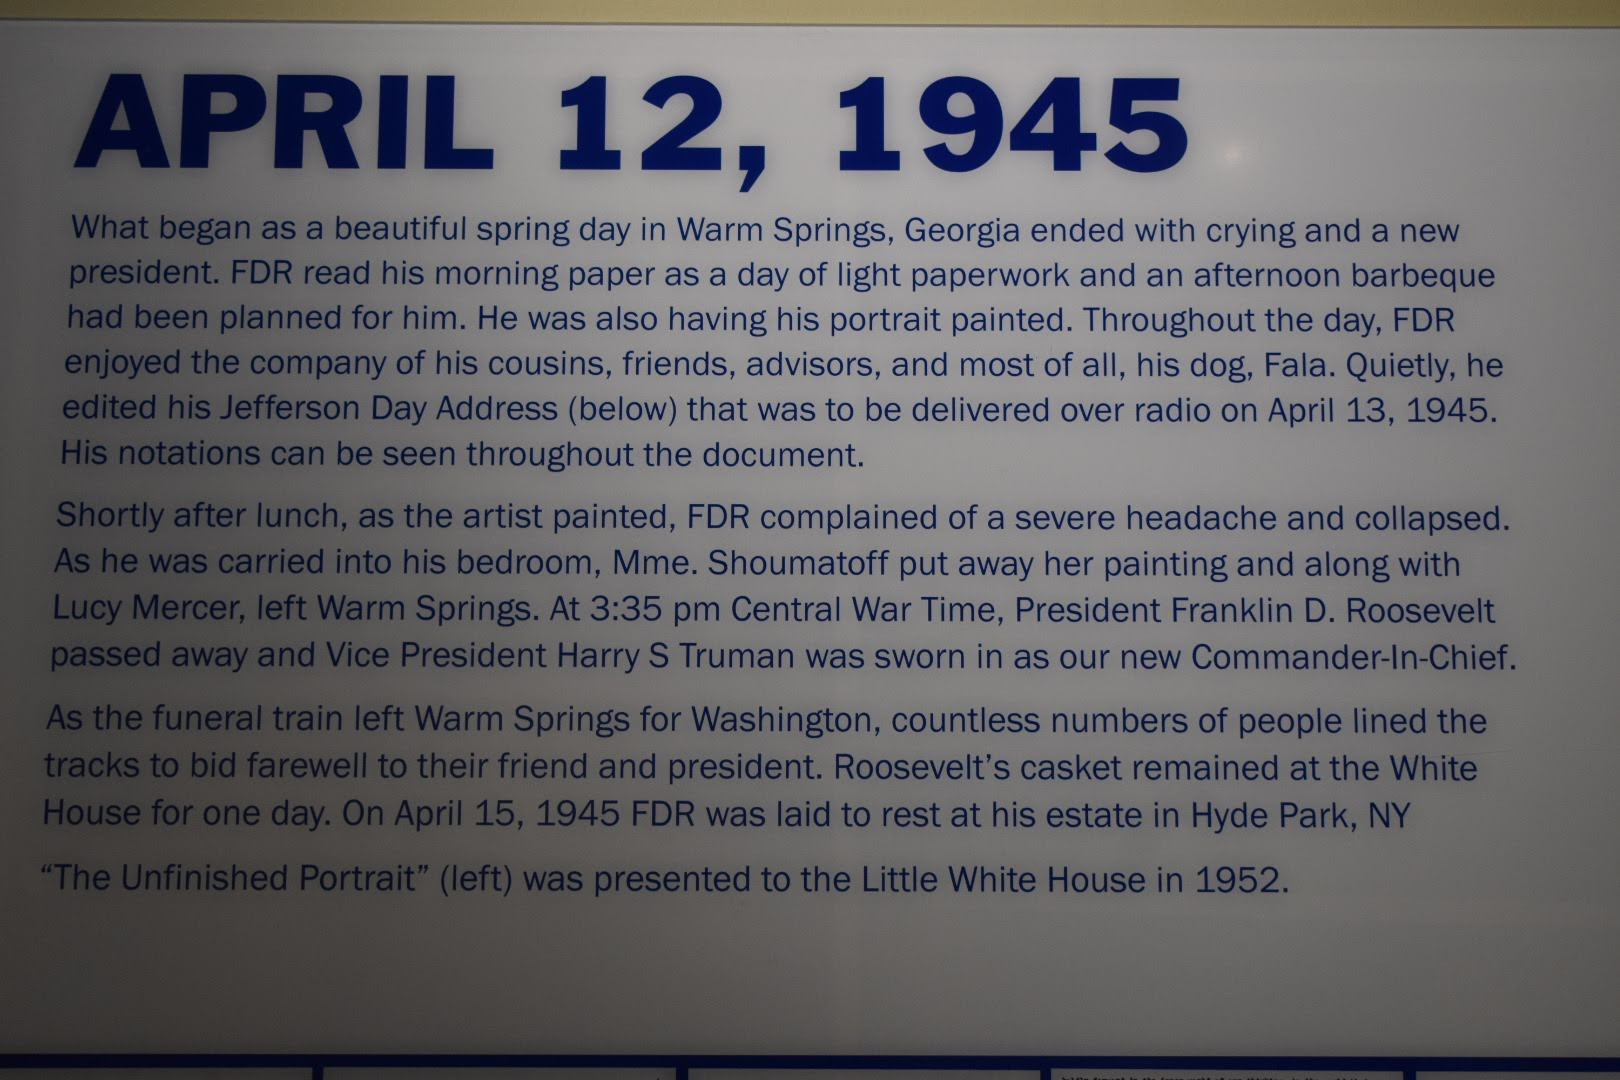 APRIL 12, 1945
What began as a beautiful spring day in Warm Springs, Georgia ended with crying and a new
president. FDR read his morning paper as a day of light paperwork and an afternoon barbeque
had been planned for him. He was also having his portrait painted. Throughout the day, FDR
enjoyed the company of his cousins, friends, advisors, and most of all, his dog, Fala. Quietly, he
edited his Jefferson Day Address (below) that was to be delivered over radio on April 13, 1945.
His notations can be seen throughout the document.
Shortly after lunch, as the artist painted, FDR complained of a severe headache and collapsed.
As he was carried into his bedroom, Mme. Shoumatoff put away her painting and along with
Lucy Mercer, left Warm Springs. At 3:35 pm Central War Time, President Franklin D. Roosevelt
passed away and Vice President Harry S Truman was sworn in as our new Commander-In-Chief.
As the funeral train left Warm Springs for Washington, countless numbers of people lined the
tracks to bid farewell to their friend and president. Roosevelt’s casket remained at the White
House for one day. On April 15, 1945 FDR was laid to rest at his estate in Hyde Park, NY
“The Unfinished Portrait” (left) was presented to the Little White House in 1952.